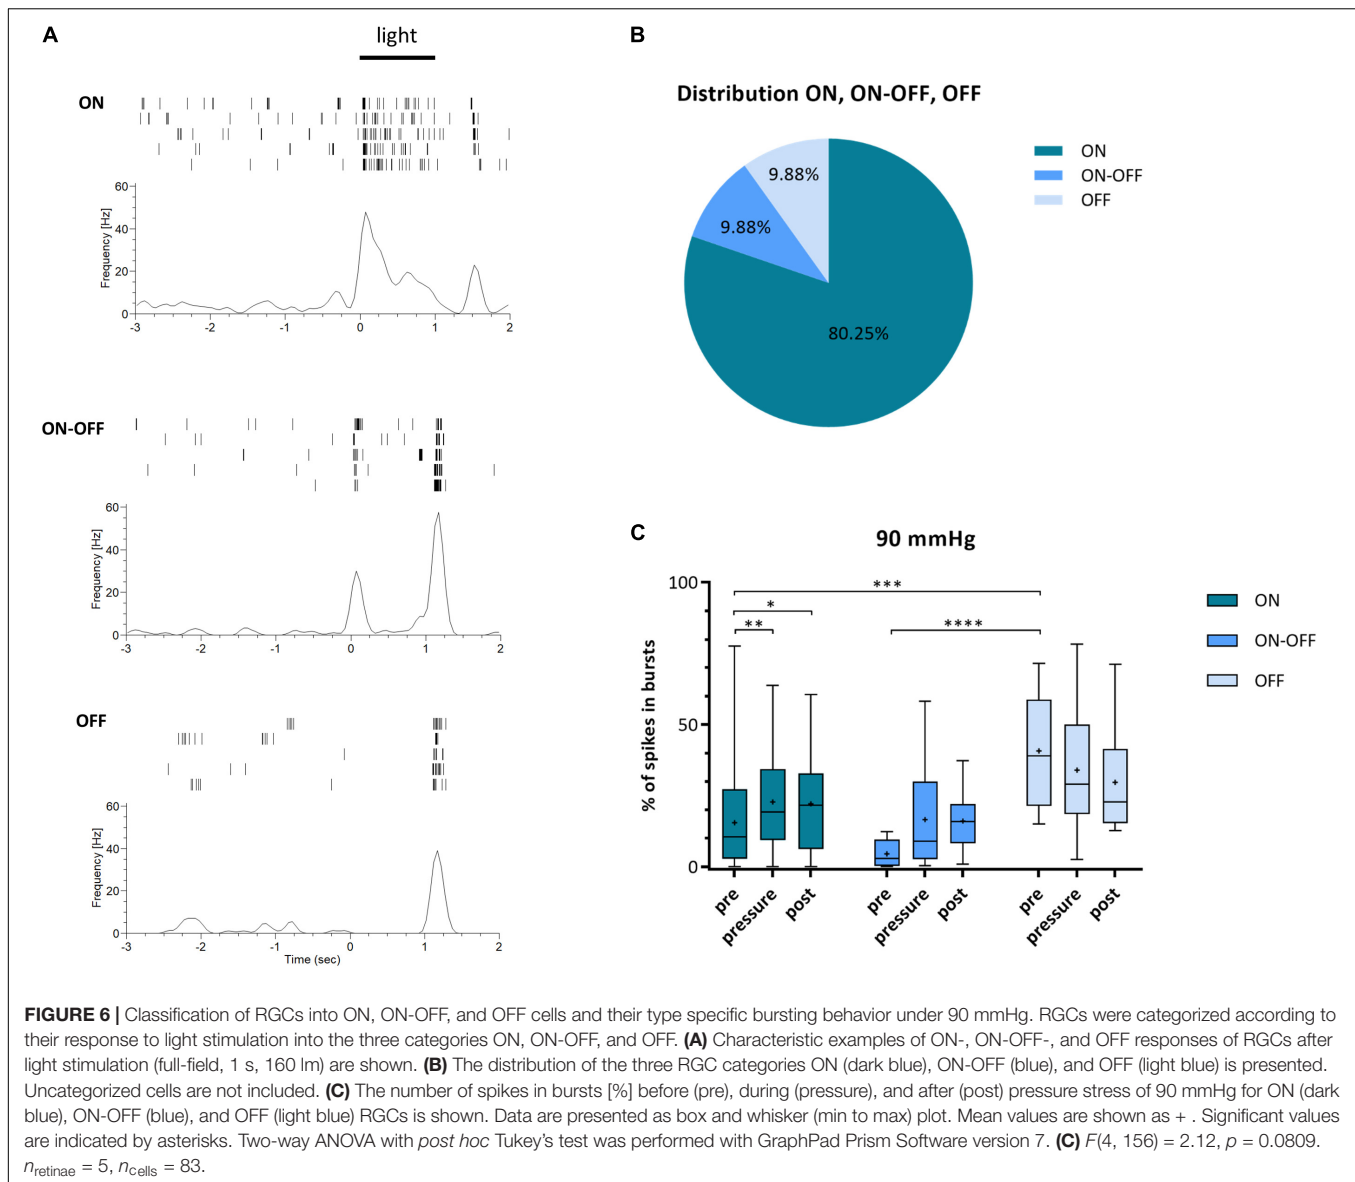 A
light
ON
60
40
20
0
Frequency [Hz]
-3 -2 -1 0 1 2
ON-OFF
60
40
20
0
Frequency [Hz]
-3 -2 -1 0 1 2
OFF
60
40
20
0
Frequency [Hz]
-3 -2 -1 0 1 2
Time (sec)
B
Distribution ON, ON-OFF, OFF
9.88%
9.88%
80.25%
ON
ON-OFF
OFF
C
90 mmHg
100
50
0
% of spikes in bursts
***
*
**
****
pre pressure post pre pressure post pre pressure post
ON
ON-OFF
OFF
FIGURE 6 | Classification of RGCs into ON, ON-OFF, and OFF cells and their type specific bursting behavior under 90 mmHg. RGCs were categorized according to
their response to light stimulation into the three categories ON, ON-OFF, and OFF. (A) Characteristic examples of ON-, ON-OFF-, and OFF responses of RGCs after
light stimulation (full-field, 1 s, 160 lm) are shown. (B) The distribution of the three RGC categories ON (dark blue), ON-OFF (blue), and OFF (light blue) is presented.
Uncategorized cells are not included. (C) The number of spikes in bursts [%] before (pre), during (pressure), and after (post) pressure stress of 90 mmHg for ON (dark
blue), ON-OFF (blue), and OFF (light blue) RGCs is shown. Data are presented as box and whisker (min to max) plot. Mean values are shown as + . Significant values
are indicated by asterisks. Two-way ANOVA with post hoc Tukey's test was performed with GraphPad Prism Software version 7. (C) F(4, 156) = 2.12, p = 0.0809.
nretinae = 5, ncells = 83.